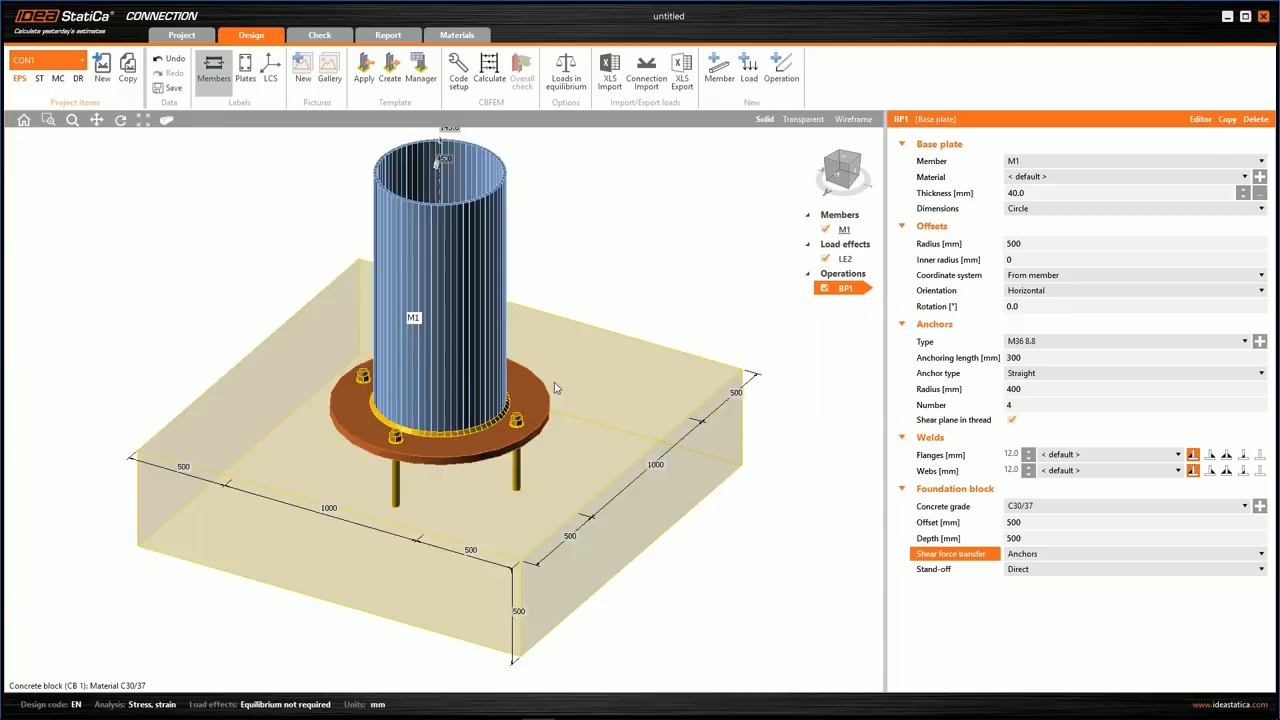 IDEA StatiCa® CONNECTION
Calculate yesterday's estimates
untitled
Project Design Check Report Materials
CON1
EPS ST MC DR
New Copy
Undo
Redo
Save
Members Plates LCS
New Gallery
Apply Create Manager
Code setup Calculate Overall check
Loads in equilibrium
XLS Import Connection Import XLS Export
Member Load Operation
Project items Data Labels Pictures Template CBFEM Options Import/Export loads New
Solid Transparent Wireframe
BP1 [Base plate] Editor Copy Delete
Members
M1
Load effects
LE2
Operations
BP1
M1
500
1000
500
500
1000
500
500
Base plate
Member M1
Material < default >
Thickness [mm] 40.0
Dimensions Circle
Offsets
Radius [mm] 500
Inner radius [mm] 0
Coordinate system From member
Orientation Horizontal
Rotation [°] 0.0
Anchors
Type M36 8.8
Anchoring length [mm] 300
Anchor type Straight
Radius [mm] 400
Number 4
Shear plane in thread
Welds
Flanges [mm] 12.0 < default >
Webs [mm] 12.0 < default >
Foundation block
Concrete grade C30/37
Offset [mm] 500
Depth [mm] 500
Shear force transfer Anchors
Stand-off Direct
Concrete block (CB 1): Material C30/37
Design code: EN Analysis: Stress, strain Load effects: Equilibrium not required Units: mm
www.ideastatica.com